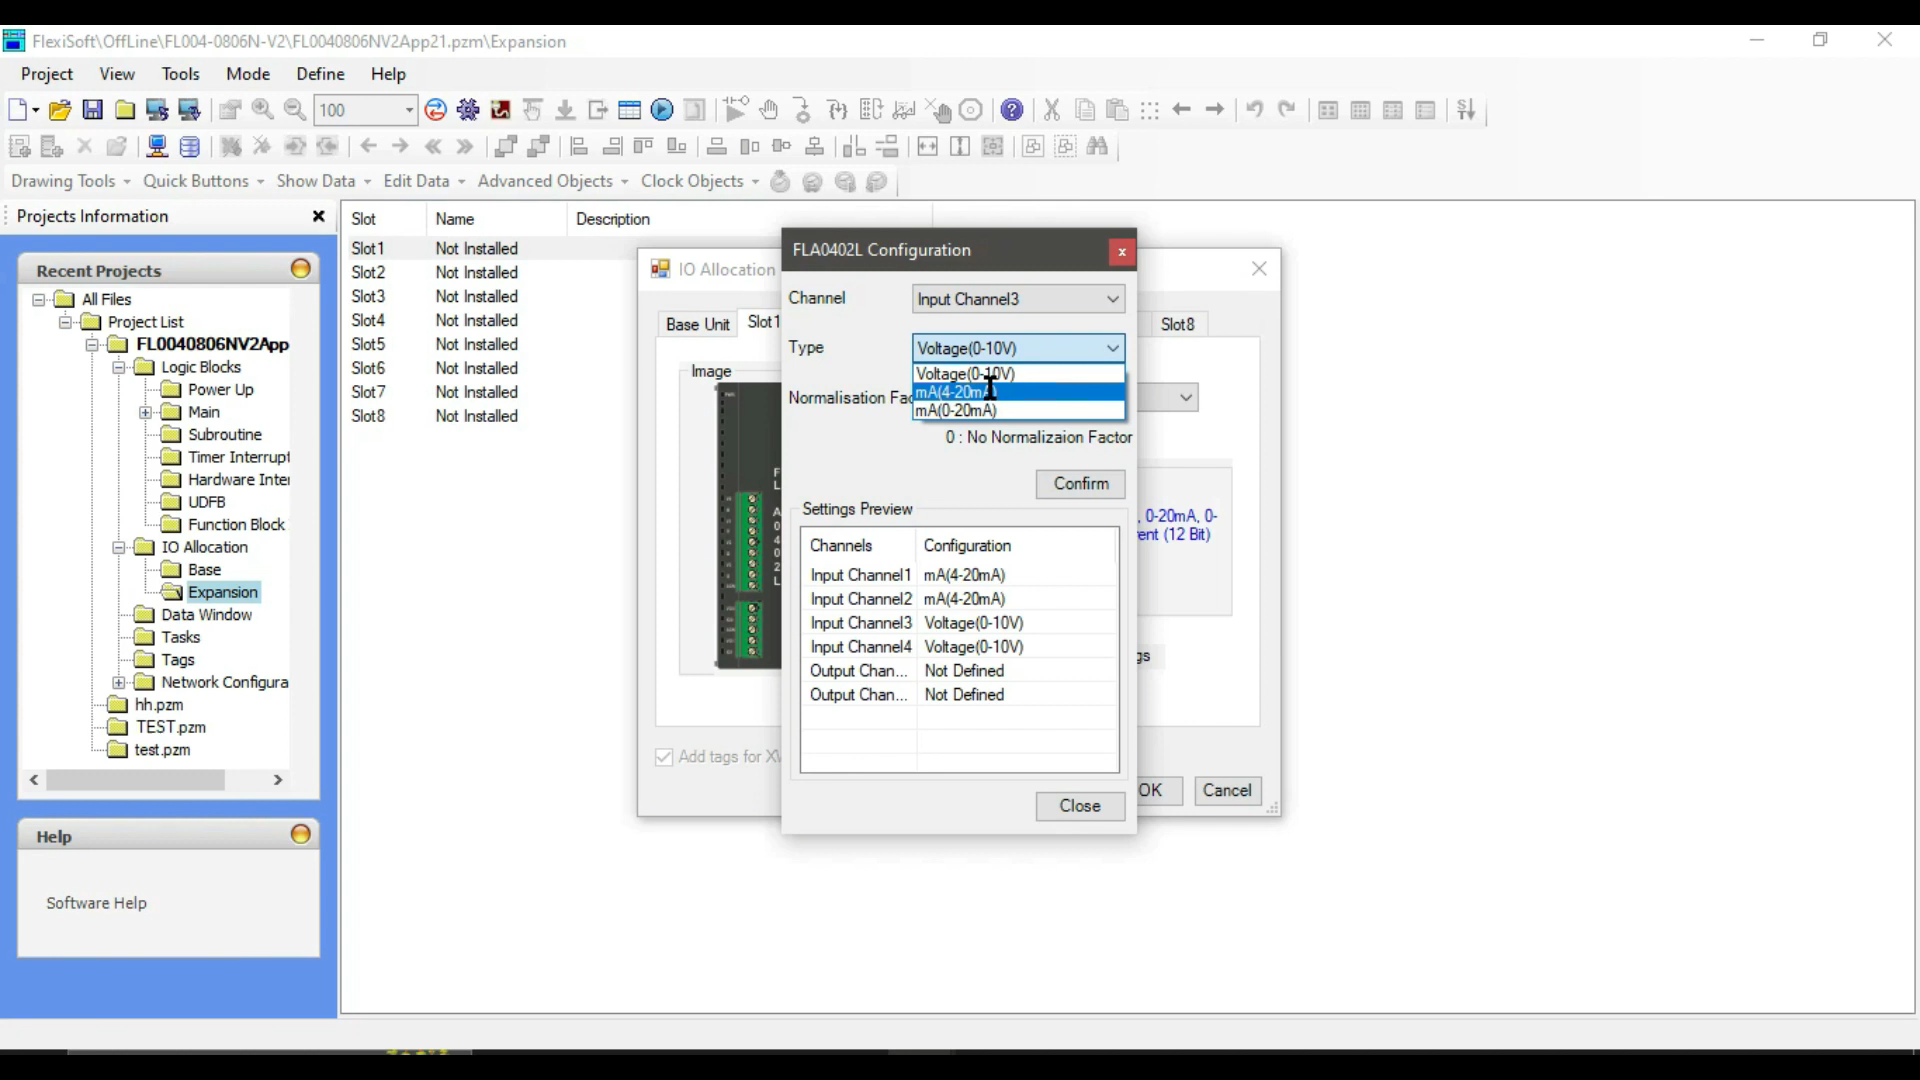 FlexiSoft\OffLine\FL004-0806N-V2\FL0040806NV2App21.pzm\Expansion
Project View Tools Mode Define Help
100
Drawing Tools Quick Buttons Show Data Edit Data Advanced Objects Clock Objects
Projects Information
Recent Projects
All Files
Project List
FL0040806NV2App
Logic Blocks
Power Up
Main
Subroutine
Timer Interrupt
Hardware Inter
UDFB
Function Block
IO Allocation
Base
Expansion
Data Window
Tasks
Tags
Network Configura
hh.pzm
TEST.pzm
test.pzm
Help
Software Help
Slot Name Description
Slot1 Not Installed
Slot2 Not Installed
Slot3 Not Installed
Slot4 Not Installed
Slot5 Not Installed
Slot6 Not Installed
Slot7 Not Installed
Slot8 Not Installed
IO Allocation
Base Unit Slot1 Slot8
Image
, 0-20mA, 0-
ent (12 Bit)
gs
Add tags for XW
OK Cancel
FLA0402L Configuration
Channel Input Channel3
Type Voltage(0-10V)
Voltage(0-10V)
mA(4-20mA)
mA(0-20mA)
Normalisation Fac
0 : No Normalizaion Factor
Confirm
Settings Preview
Channels Configuration
Input Channel1 mA(4-20mA)
Input Channel2 mA(4-20mA)
Input Channel3 Voltage(0-10V)
Input Channel4 Voltage(0-10V)
Output Chan... Not Defined
Output Chan... Not Defined
Close